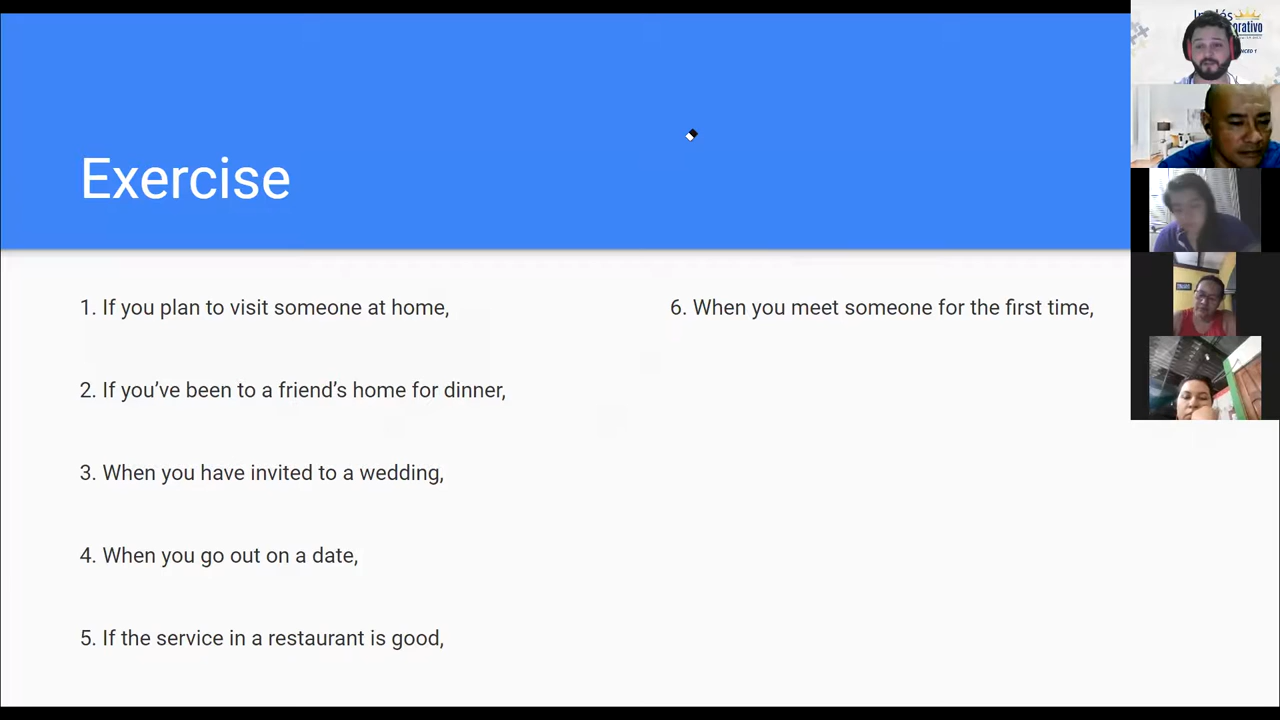 Exercise
1. If you plan to visit someone at home,
2. If you’ve been to a friend’s home for dinner,
3. When you have invited to a wedding,
4. When you go out on a date,
5. If the service in a restaurant is good,
6. When you meet someone for the first time,